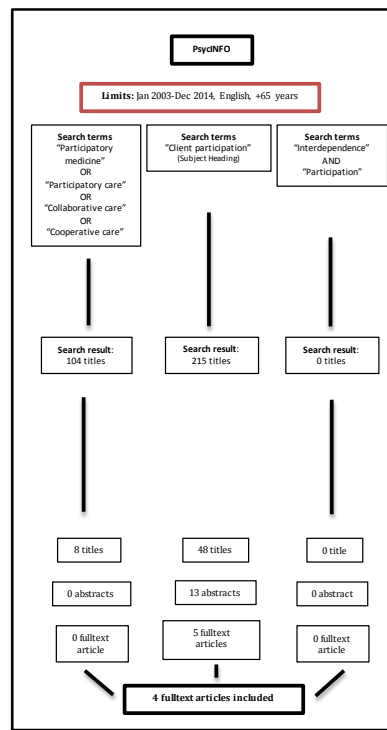 PsycINFO
Limits: Jan 2003-Dec 2014, English, +65 years
Search terms
"Participatory
medicine"
OR
"Participatory care"
OR
"Collaborative care"
OR
"Cooperative care"
Search terms
"Client participation"
(Subject Heading)
Search terms
"Interdependence"
AND
"Participation"
Search result:
104 titles
Search result:
215 titles
Search result:
0 titles
8 titles
48 titles
0 title
0 abstracts
13 abstracts
0 abstract
0 fulltext
article
5 fulltext
articles
0 fulltext
article
4 fulltext articles included